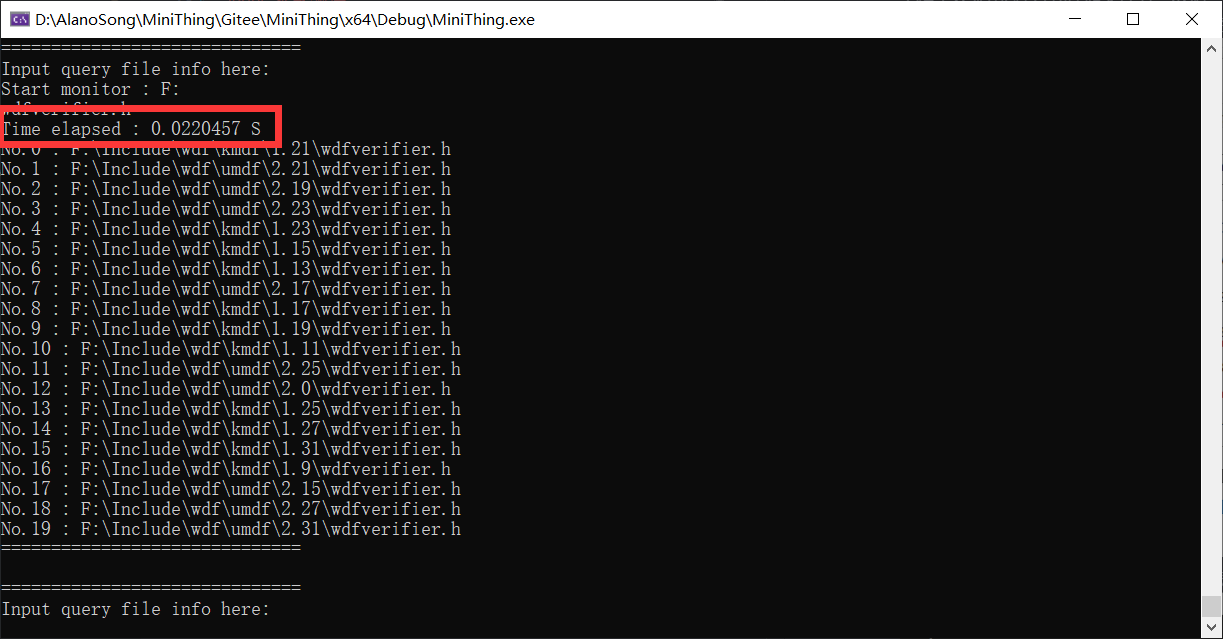 D:\AlanoSong\MiniThing\Gitee\MiniThing\x64\Debug\MiniThing.exe
==============================
Input query file info here:
Start monitor : F:
wdfverifier.h
Time elapsed : 0.0220457 S
No.0 : F:\Include\wdf\kmdf\1.21\wdfverifier.h
No.1 : F:\Include\wdf\umdf\2.21\wdfverifier.h
No.2 : F:\Include\wdf\umdf\2.19\wdfverifier.h
No.3 : F:\Include\wdf\umdf\2.23\wdfverifier.h
No.4 : F:\Include\wdf\kmdf\1.23\wdfverifier.h
No.5 : F:\Include\wdf\kmdf\1.15\wdfverifier.h
No.6 : F:\Include\wdf\kmdf\1.13\wdfverifier.h
No.7 : F:\Include\wdf\umdf\2.17\wdfverifier.h
No.8 : F:\Include\wdf\kmdf\1.17\wdfverifier.h
No.9 : F:\Include\wdf\kmdf\1.19\wdfverifier.h
No.10 : F:\Include\wdf\kmdf\1.11\wdfverifier.h
No.11 : F:\Include\wdf\umdf\2.25\wdfverifier.h
No.12 : F:\Include\wdf\umdf\2.0\wdfverifier.h
No.13 : F:\Include\wdf\kmdf\1.25\wdfverifier.h
No.14 : F:\Include\wdf\kmdf\1.27\wdfverifier.h
No.15 : F:\Include\wdf\kmdf\1.31\wdfverifier.h
No.16 : F:\Include\wdf\kmdf\1.9\wdfverifier.h
No.17 : F:\Include\wdf\umdf\2.15\wdfverifier.h
No.18 : F:\Include\wdf\umdf\2.27\wdfverifier.h
No.19 : F:\Include\wdf\umdf\2.31\wdfverifier.h
==============================
==============================
Input query file info here: